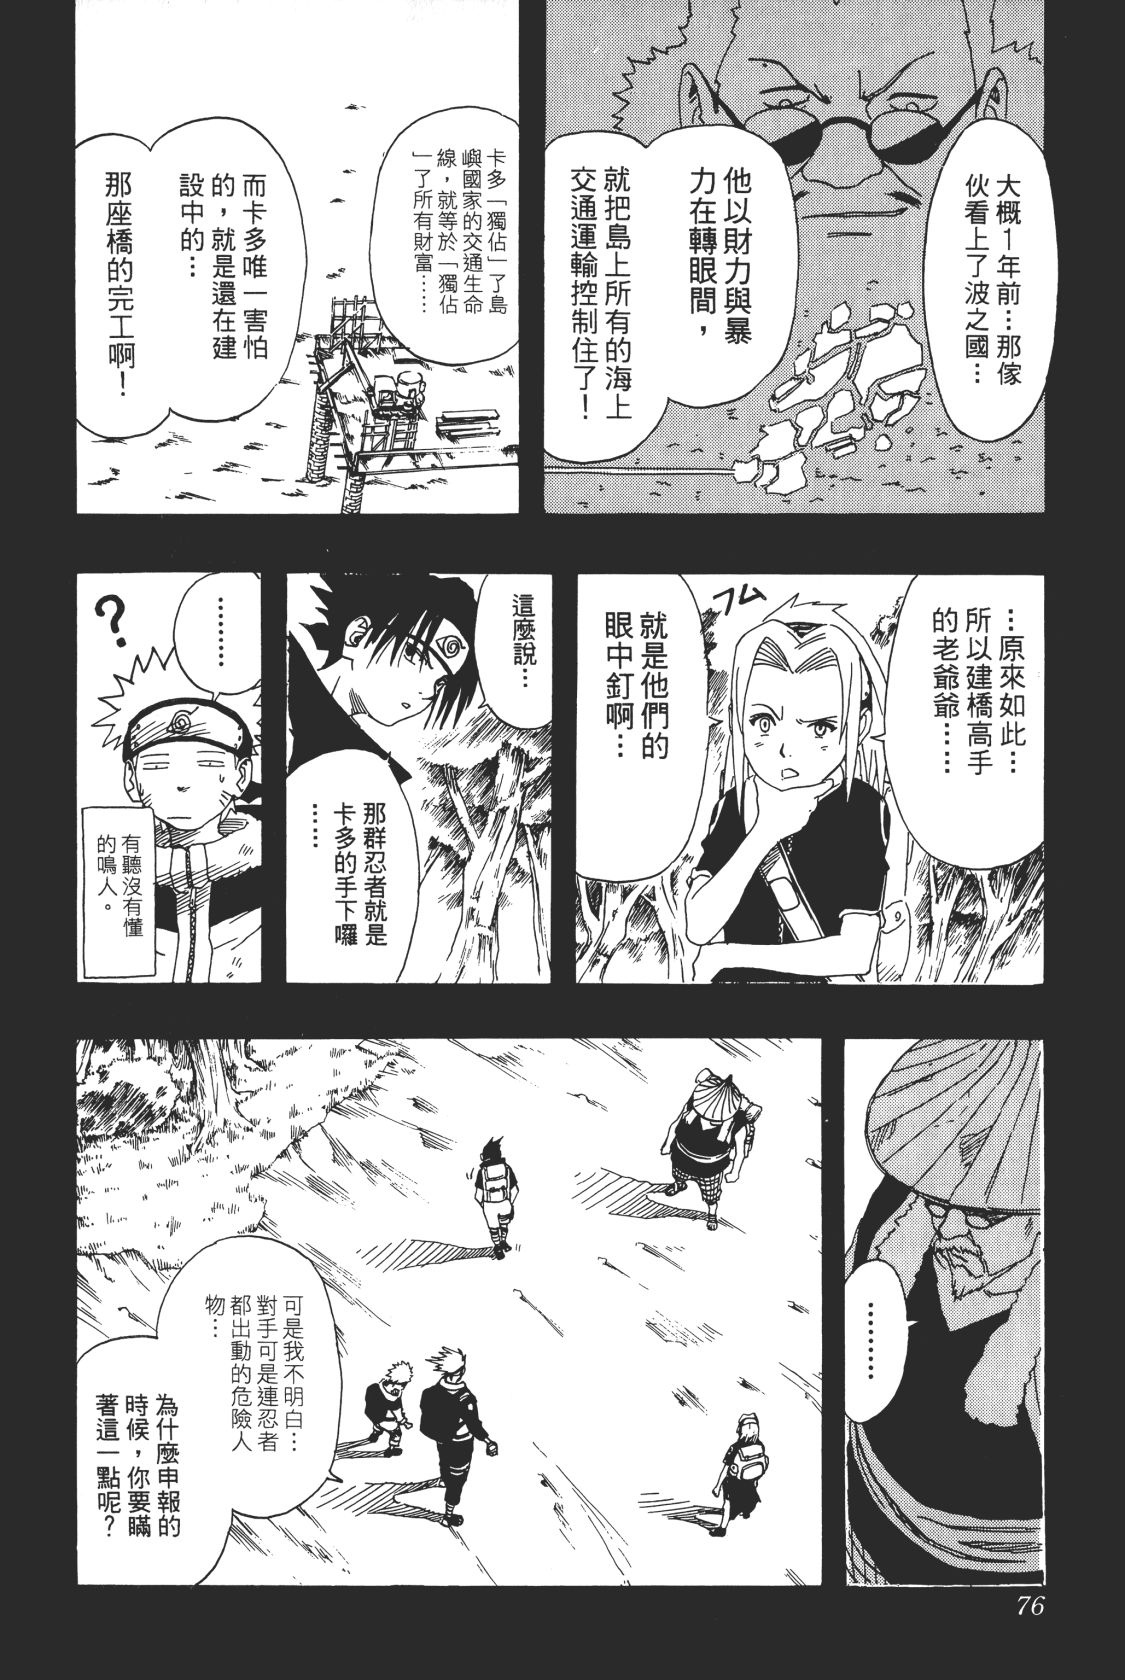 大概1年前…那傢
伙看上了波之國…
他以財力與暴
力在轉眼間，
就把島上所有的海上
交通運輸控制住了！
卡多「獨佔」了島
嶼國家的交通生命
線，就等於「獨佔
」了所有財富……
而卡多唯一害怕
的，就是還在建
設中的…
那座橋的完工啊！
…原來如此…
所以建橋高手
的老爺爺……
フム
就是他們的
眼中釘啊…
這麼說…
那群忍者就是
卡多的手下囉
……
………
？
有聽沒有懂
的鳴人。
………
可是我不明白…
對手可是連忍者
都出動的危險人
物…
為什麼申報的
時候，你要瞞
著這一點呢？
76